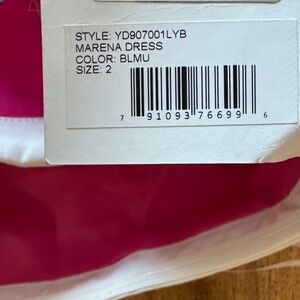 STYLE: YD907001LYB
MARENA DRESS
COLOR: BLMU
SIZE: 2
7 91093 76699 6